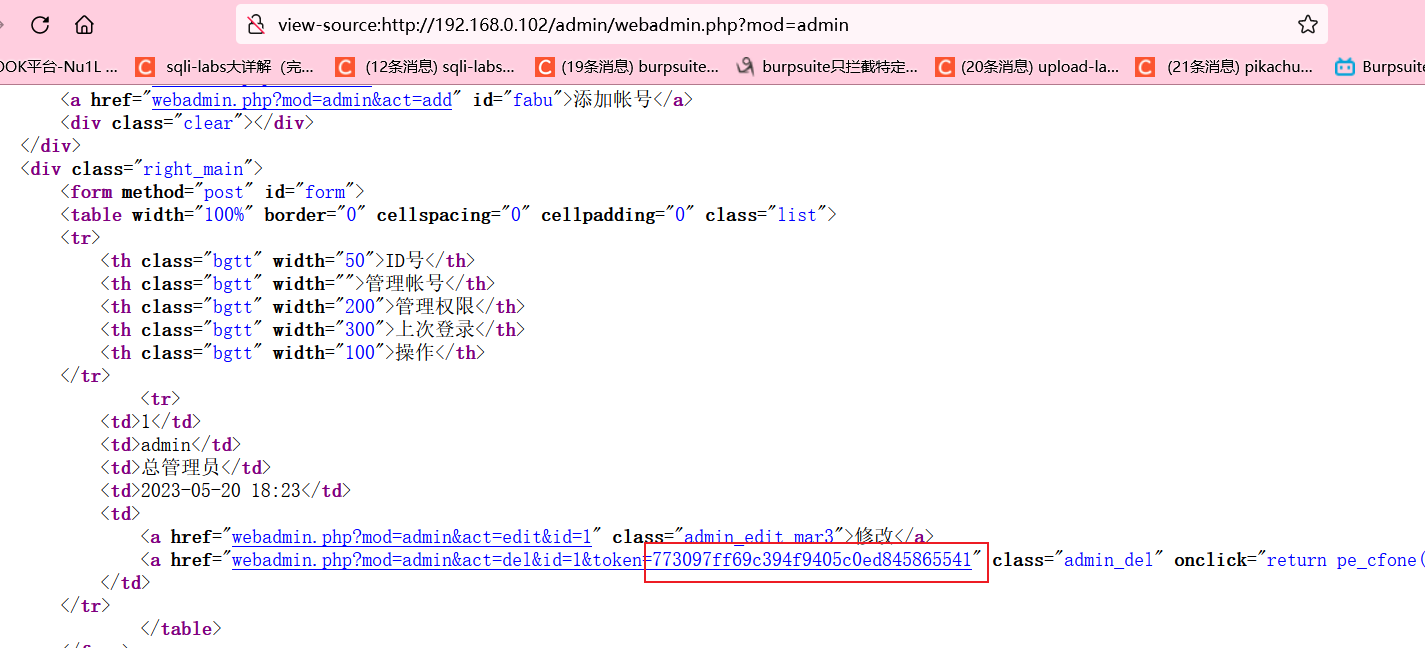 view-source:http://192.168.0.102/admin/webadmin.php?mod=admin
OOK平台-Nu1L ... sqli-labs大详解（完... (12条消息) sqli-labs... (19条消息) burpsuite... burpsuite只拦截特定... (20条消息) upload-la... (21条消息) pikachu... Burpsuite
<a href="webadmin.php?mod=admin&act=add" id="fabu">添加帐号</a>
<div class="clear"></div>
</div>
<div class="right_main">
<form method="post" id="form">
<table width="100%" border="0" cellspacing="0" cellpadding="0" class="list">
<tr>
<th class="bgtt" width="50">ID号</th>
<th class="bgtt" width="">管理帐号</th>
<th class="bgtt" width="200">管理权限</th>
<th class="bgtt" width="300">上次登录</th>
<th class="bgtt" width="100">操作</th>
</tr>
<tr>
<td>1</td>
<td>admin</td>
<td>总管理员</td>
<td>2023-05-20 18:23</td>
<td>
<a href="webadmin.php?mod=admin&act=edit&id=1" class="admin_edit mar3">修改</a>
<a href="webadmin.php?mod=admin&act=del&id=1&token=773097ff69c394f9405c0ed845865541" class="admin_del" onclick="return pe_cfone(
</td>
</tr>
</table>